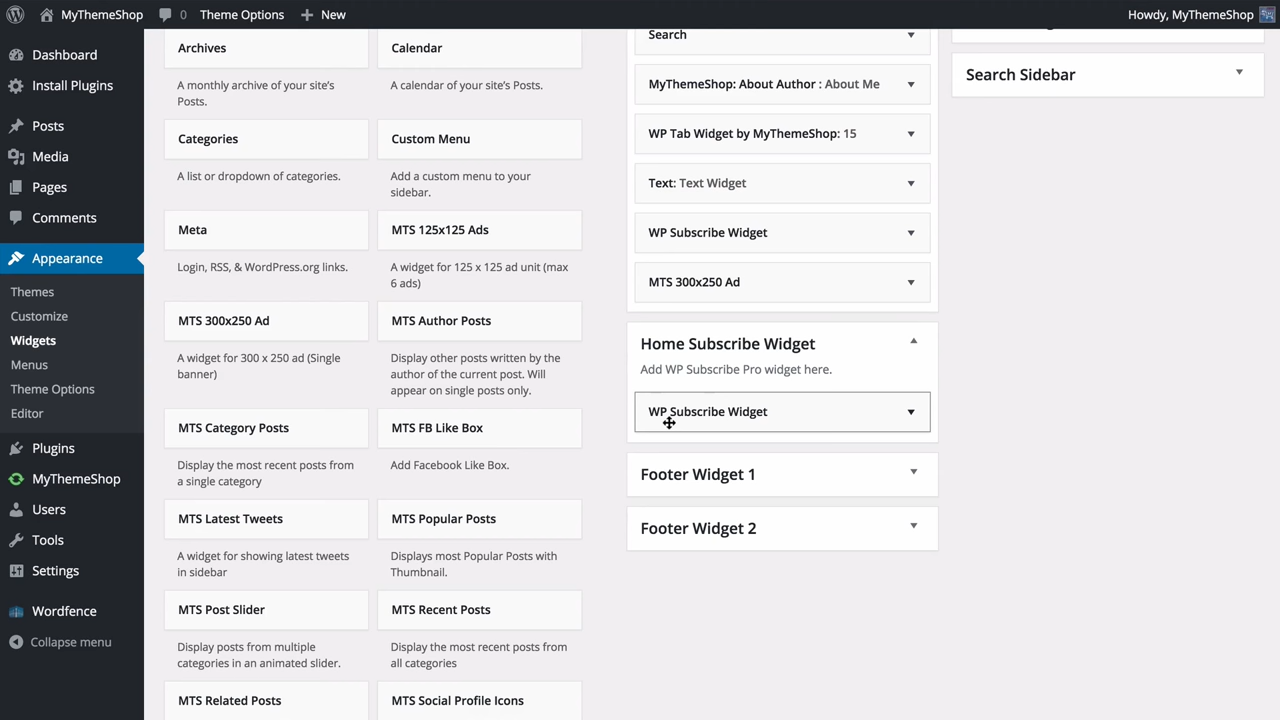 MyThemeShop
0
Theme Options
New
Howdy, MyThemeShop
Dashboard
Install Plugins
Posts
Media
Pages
Comments
Appearance
Themes
Customize
Widgets
Menus
Theme Options
Editor
Plugins
MyThemeShop
Users
Tools
Settings
Wordfence
Collapse menu
Archives
A monthly archive of your site's
Posts.
Calendar
A calendar of your site's Posts.
Categories
A list or dropdown of categories.
Custom Menu
Add a custom menu to your
sidebar.
Meta
Login, RSS, & WordPress.org links.
MTS 125x125 Ads
A widget for 125 x 125 ad unit (max
6 ads)
MTS 300x250 Ad
A widget for 300 x 250 ad (Single
banner)
MTS Author Posts
Display other posts written by the
author of the current post. Will
appear on single posts only.
MTS Category Posts
Display the most recent posts from
a single category
MTS FB Like Box
Add Facebook Like Box.
MTS Latest Tweets
A widget for showing latest tweets
in sidebar
MTS Popular Posts
Displays most Popular Posts with
Thumbnail.
MTS Post Slider
Display posts from multiple
categories in an animated slider.
MTS Recent Posts
Display the most recent posts from
all categories
MTS Related Posts
MTS Social Profile Icons
Search
MyThemeShop: About Author : About Me
WP Tab Widget by MyThemeShop: 15
Text: Text Widget
WP Subscribe Widget
MTS 300x250 Ad
Home Subscribe Widget
Add WP Subscribe Pro widget here.
WP Subscribe Widget
Footer Widget 1
Footer Widget 2
Search Sidebar